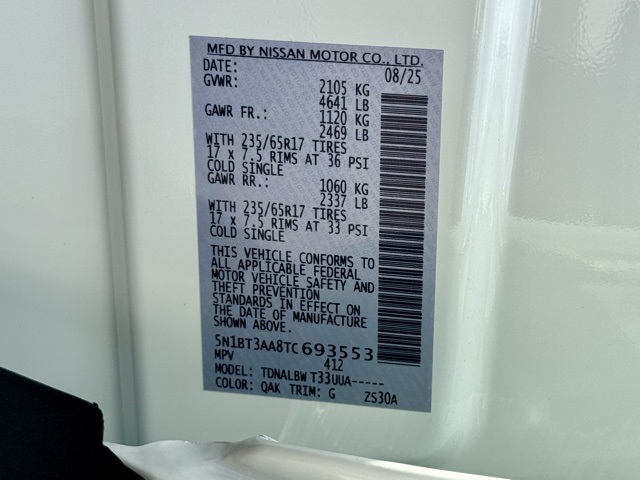 MFD BY NISSAN MOTOR CO., LTD.
DATE: 08/25
GVWR: 2105 KG
4641 LB
GAWR FR.: 1120 KG
2469 LB
WITH 235/65R17 TIRES
17 x 7.5 RIMS AT 36 PSI
COLD SINGLE
GAWR RR.: 1060 KG
2337 LB
WITH 235/65R17 TIRES
17 x 7.5 RIMS AT 33 PSI
COLD SINGLE
THIS VEHICLE CONFORMS TO
ALL APPLICABLE FEDERAL
MOTOR VEHICLE SAFETY AND
THEFT PREVENTION
STANDARDS IN EFFECT ON
THE DATE OF MANUFACTURE
SHOWN ABOVE.
5N1BT3AA8TC693553
MPV 412
MODEL: TDNALBW T33UUA-----
COLOR: QAK TRIM: G ZS30A